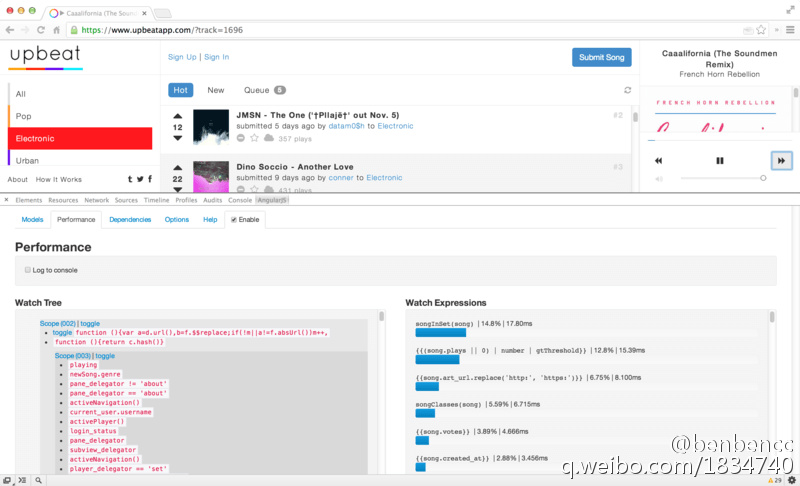 Caaalifornia (The Soundm
https://www.upbeatapp.com/?track=1696
upbeat
Sign Up | Sign In
Submit Song
Caaalifornia (The Soundmen
Remix)
French Horn Rebellion
All
Pop
Electronic
Urban
About How It Works
Hot New Queue 5
12
JMSN - The One ('†Pllajë†' out Nov. 5)
#2
submitted 5 days ago by datam0$h to Electronic
357 plays
22
Dino Soccio - Another Love
#3
submitted 9 days ago by conner to Electronic
431 plays
FRENCH HORN REBELLION
Elements Resources Network Sources Timeline Profiles Audits Console AngularJS
Models Performance Dependencies Options Help Enable
Performance
Log to console
Watch Tree
Scope (002) | toggle
toggle function (){var a=d.url(),b=f.$$replace;if(!m||a!=f.absUrl())m++,
function (){return c.hash()}
Scope (003) | toggle
playing
newSong.genre
pane_delegator != 'about'
pane_delegator == 'about'
activeNavigation()
current_user.username
activePlayer()
login_status
pane_delegator
subview_delegator
activeNavigation()
player_delegator == 'set'
Watch Expressions
songInSet(song) | 14.8% | 17.80ms
{{(song.plays || 0) | number | gtThreshold}} | 12.8% | 15.39ms
{{song.art_url.replace('http:', 'https:')}} | 6.75% | 8.100ms
songClasses(song) | 5.59% | 6.715ms
{{song.votes}} | 3.89% | 4.666ms
{{song.created_at}} | 2.88% | 3.456ms
@benbencc
q.weibo.com/1834740
29